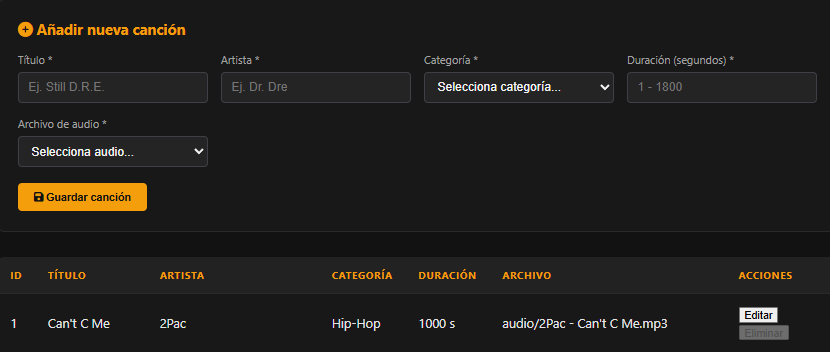 Añadir nueva canción
Título * Artista * Categoría * Duración (segundos) *
Ej. Still D.R.E. Ej. Dr. Dre Selecciona categoría... 1 - 1800
Archivo de audio *
Selecciona audio...
Guardar canción
ID TÍTULO ARTISTA CATEGORÍA DURACIÓN ARCHIVO ACCIONES
1 Can't C Me 2Pac Hip-Hop 1000 s audio/2Pac - Can't C Me.mp3 Editar
Eliminar